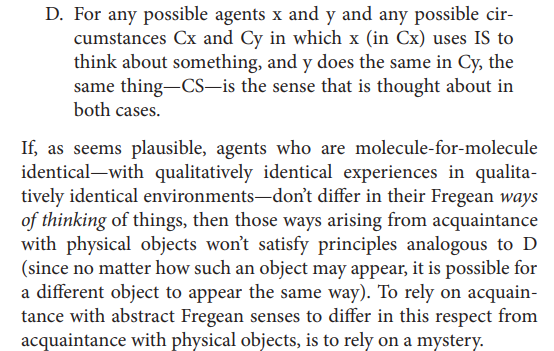 D. For any possible agents x and y and any possible cir-
cumstances Cx and Cy in which x (in Cx) uses IS to
think about something, and y does the same in Cy, the
same thing—CS—is the sense that is thought about in
both cases.
If, as seems plausible, agents who are molecule-for-molecule
identical—with qualitatively identical experiences in qualita-
tively identical environments—don’t differ in their Fregean ways
of thinking of things, then those ways arising from acquaintance
with physical objects won’t satisfy principles analogous to D
(since no matter how such an object may appear, it is possible for
a different object to appear the same way). To rely on acquain-
tance with abstract Fregean senses to differ in this respect from
acquaintance with physical objects, is to rely on a mystery.